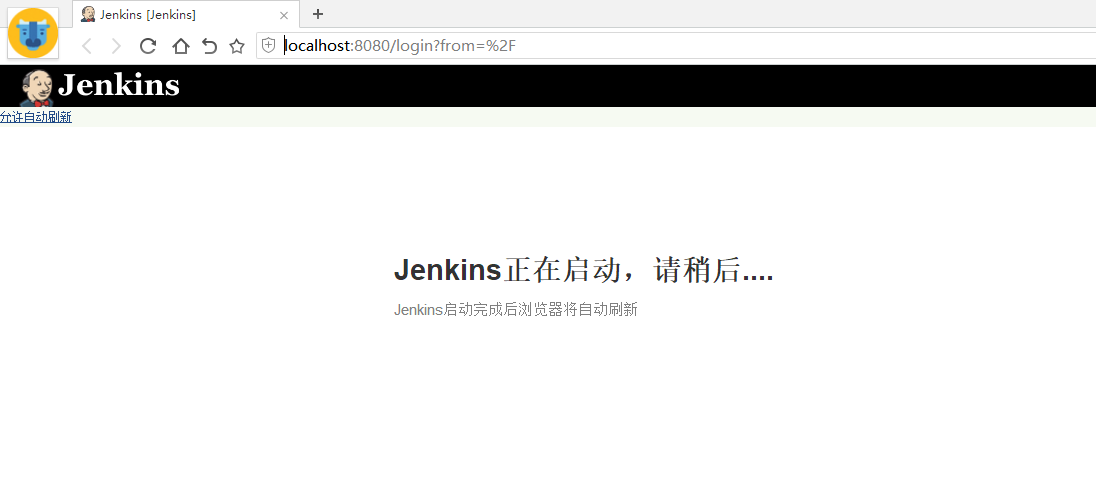 Jenkins [Jenkins]
localhost:8080/login?from=%2F
Jenkins
允许自动刷新
Jenkins正在启动，请稍后....
Jenkins启动完成后浏览器将自动刷新